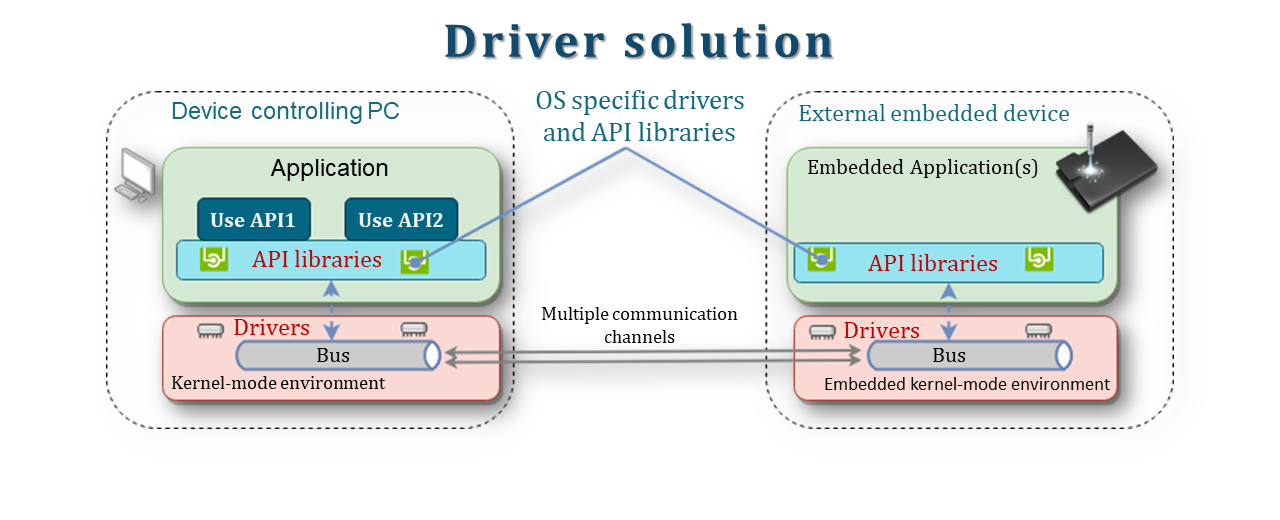 Driver solution
Device controlling PC
Application
Use API1
Use API2
API libraries
Drivers
Bus
Kernel-mode environment
OS specific drivers
and API libraries
Multiple communication
channels
External embedded device
Embedded Application(s)
API libraries
Drivers
Bus
Embedded kernel-mode environment